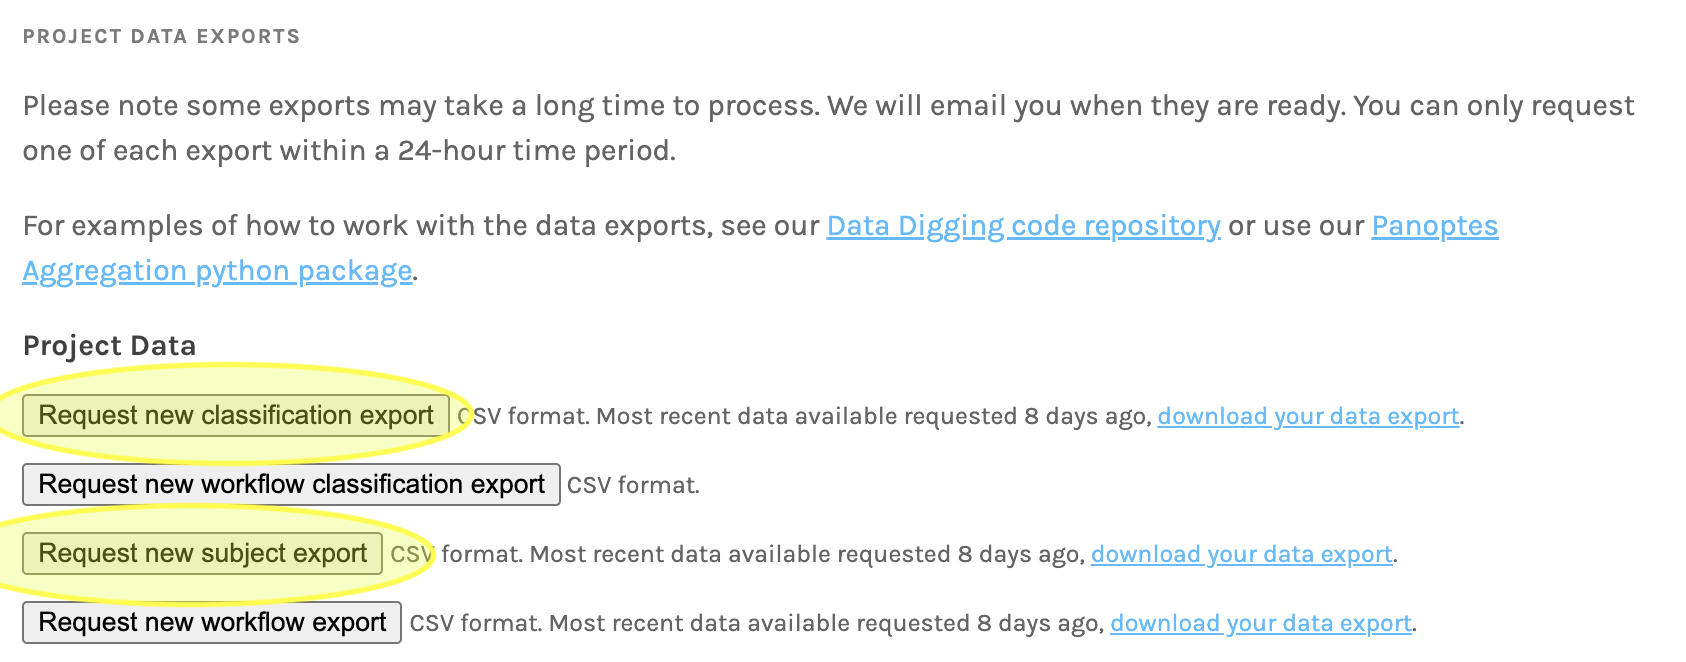 PROJECT DATA EXPORTS
Please note some exports may take a long time to process. We will email you when they are ready. You can only request
one of each export within a 24-hour time period.
For examples of how to work with the data exports, see our Data Digging code repository or use our Panoptes
Aggregation python package.
Project Data
Request new classification export CSV format. Most recent data available requested 8 days ago, download your data export.
Request new workflow classification export CSV format.
Request new subject export CSV format. Most recent data available requested 8 days ago, download your data export.
Request new workflow export CSV format. Most recent data available requested 8 days ago, download your data export.